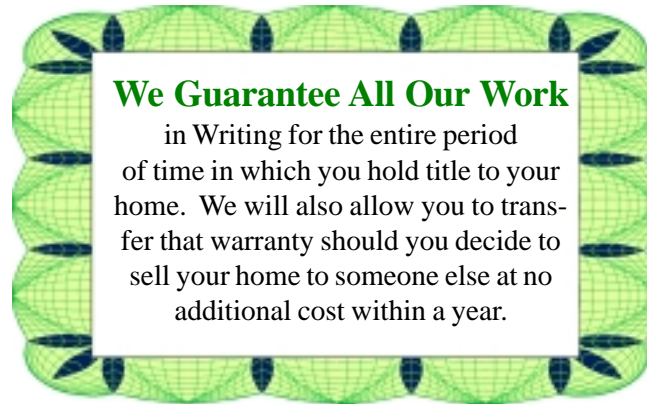 We Guarantee All Our Work
in Writing for the entire period
of time in which you hold title to your
home.  We will also allow you to trans-
fer that warranty should you decide to
sell your home to someone else at no
additional cost within a year.